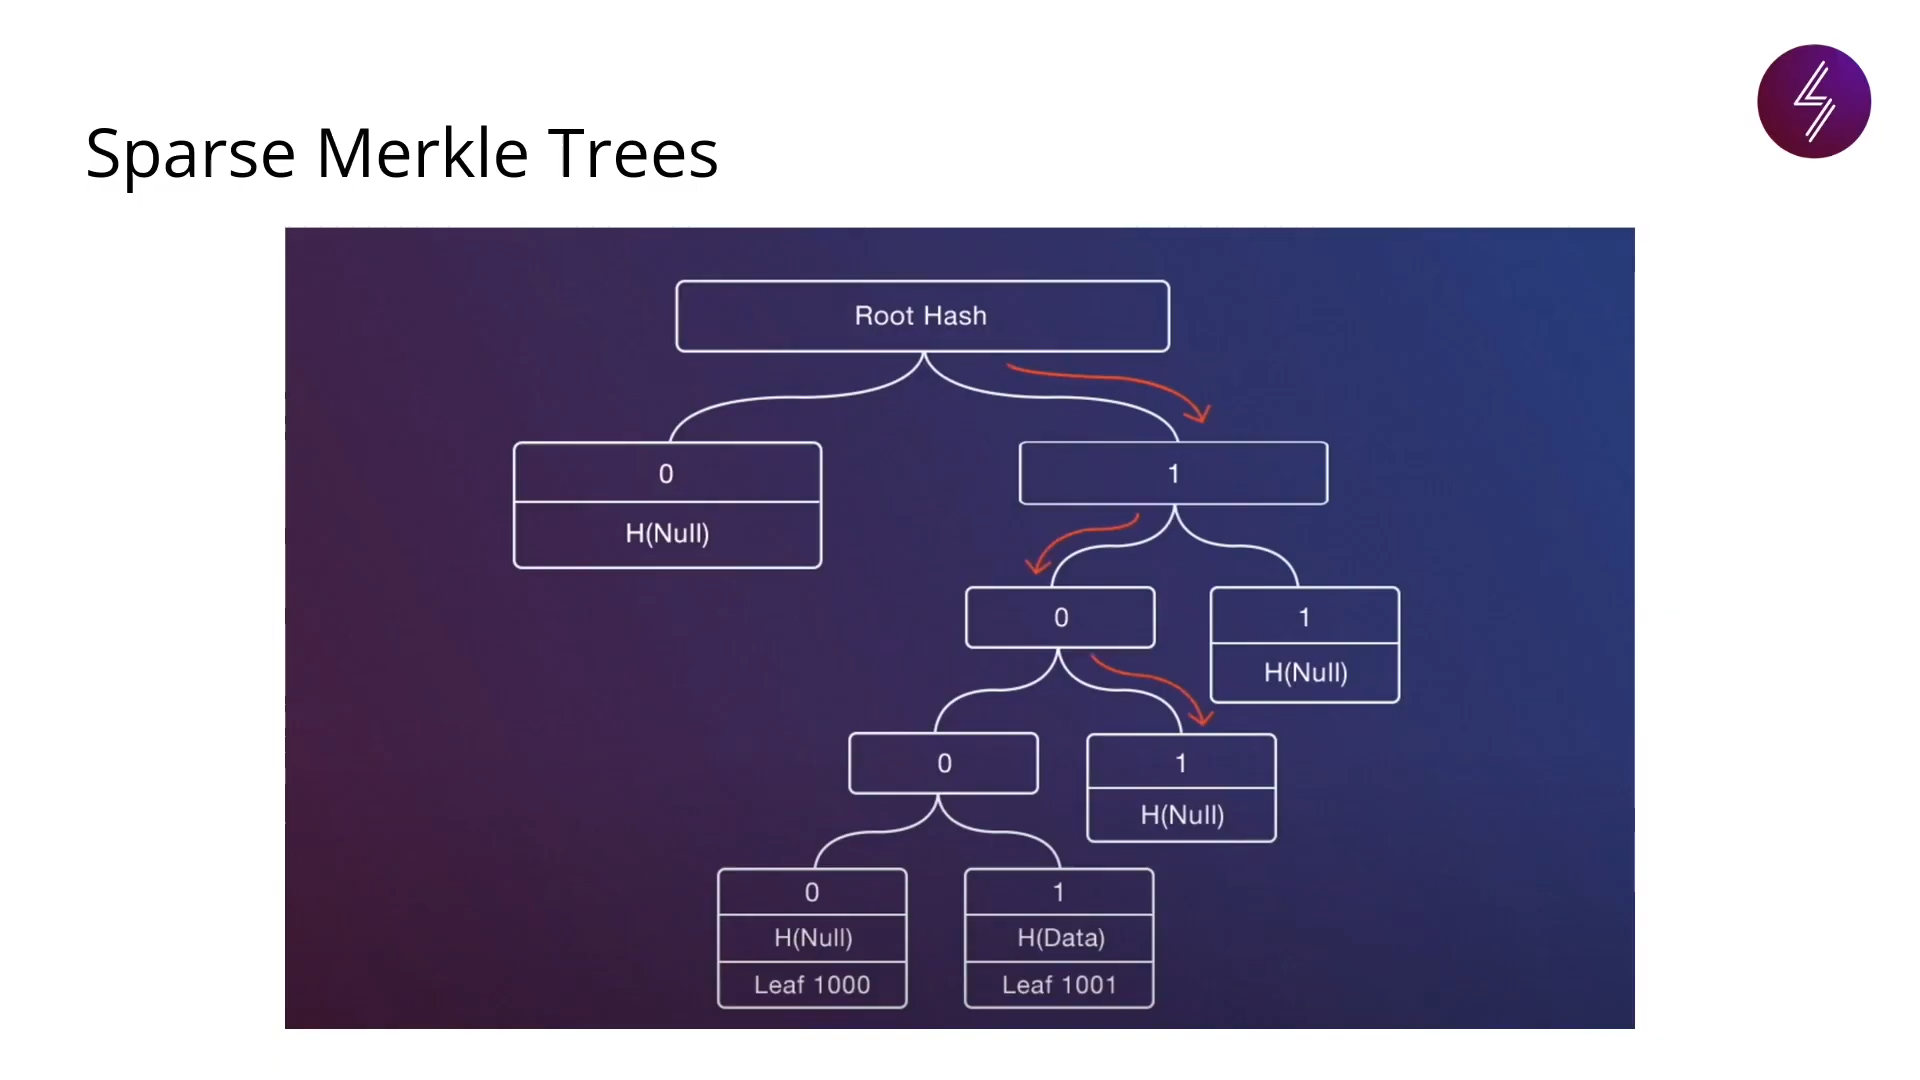 Sparse Merkle Trees
Root Hash
0
H(Null)
1
0
1
H(Null)
0
1
H(Null)
0
H(Null)
Leaf 1000
1
H(Data)
Leaf 1001